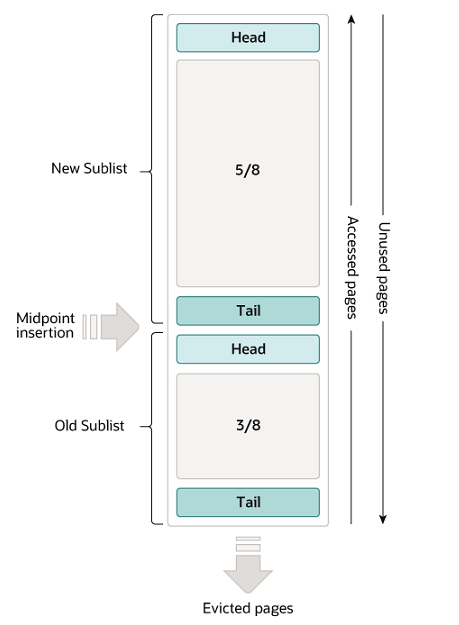 Head
New Sublist
5/8
Accessed pages
Unused pages
Tail
Midpoint
insertion
Head
Old Sublist
3/8
Tail
Evicted pages